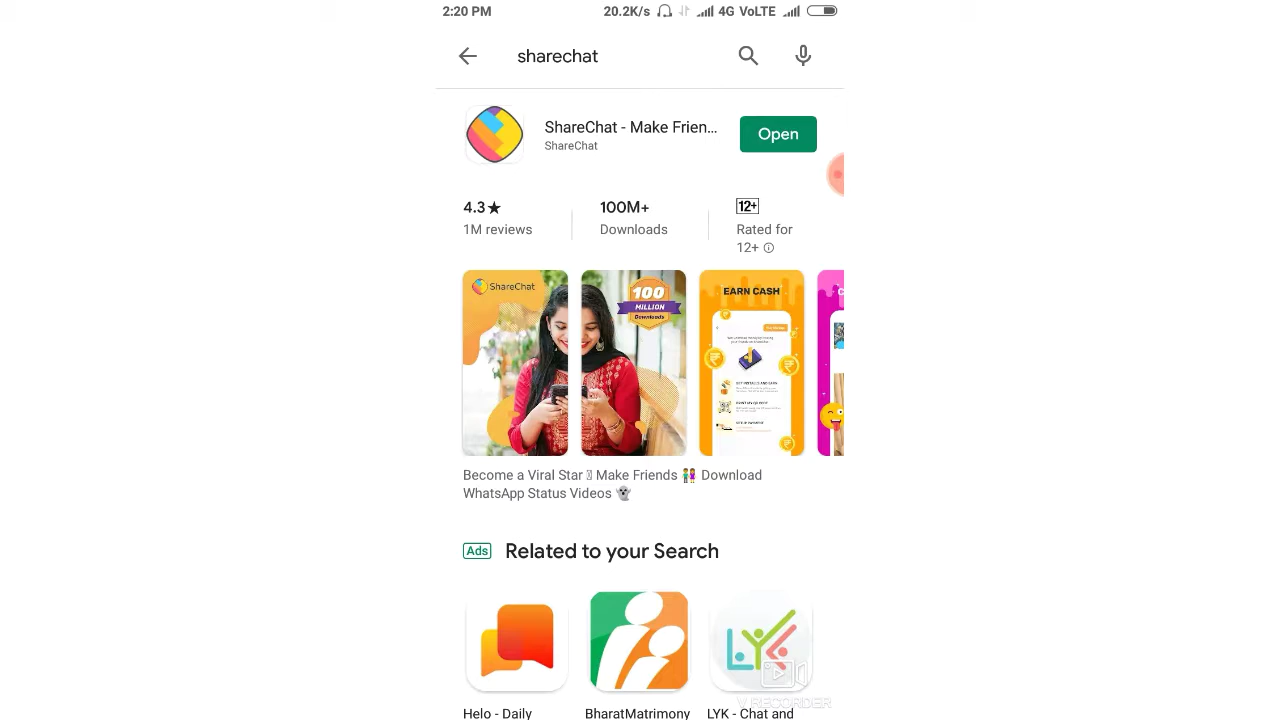 2:20 PM 20.2K/s 4G VoLTE
sharechat
ShareChat - Make Frien...
ShareChat
Open
4.3★ 100M+ 12+
1M reviews Downloads Rated for
12+
ShareChat
100
MILLION
Downloads
EARN CASH
Become a Viral Star Make Friends 👫 Download
WhatsApp Status Videos 👻
Ads Related to your Search
LYK
V RECORDER
Helo - Daily BharatMatrimony LYK - Chat and